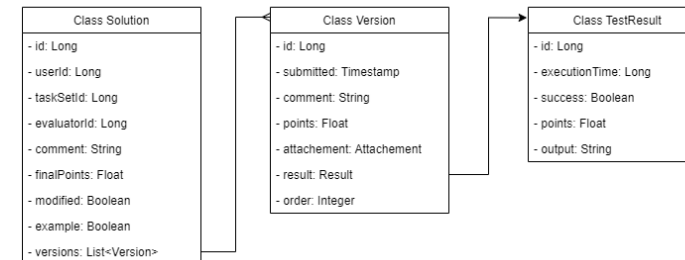 Class Solution
- id: Long
- userId: Long
- taskSetId: Long
- evaluatorId: Long
- comment: String
- finalPoints: Float
- modified: Boolean
- example: Boolean
- versions: List<Version>
Class Version
- id: Long
- submitted: Timestamp
- comment: String
- points: Float
- attachement: Attachement
- result: Result
- order: Integer
Class TestResult
- id: Long
- executionTime: Long
- success: Boolean
- points: Float
- output: String